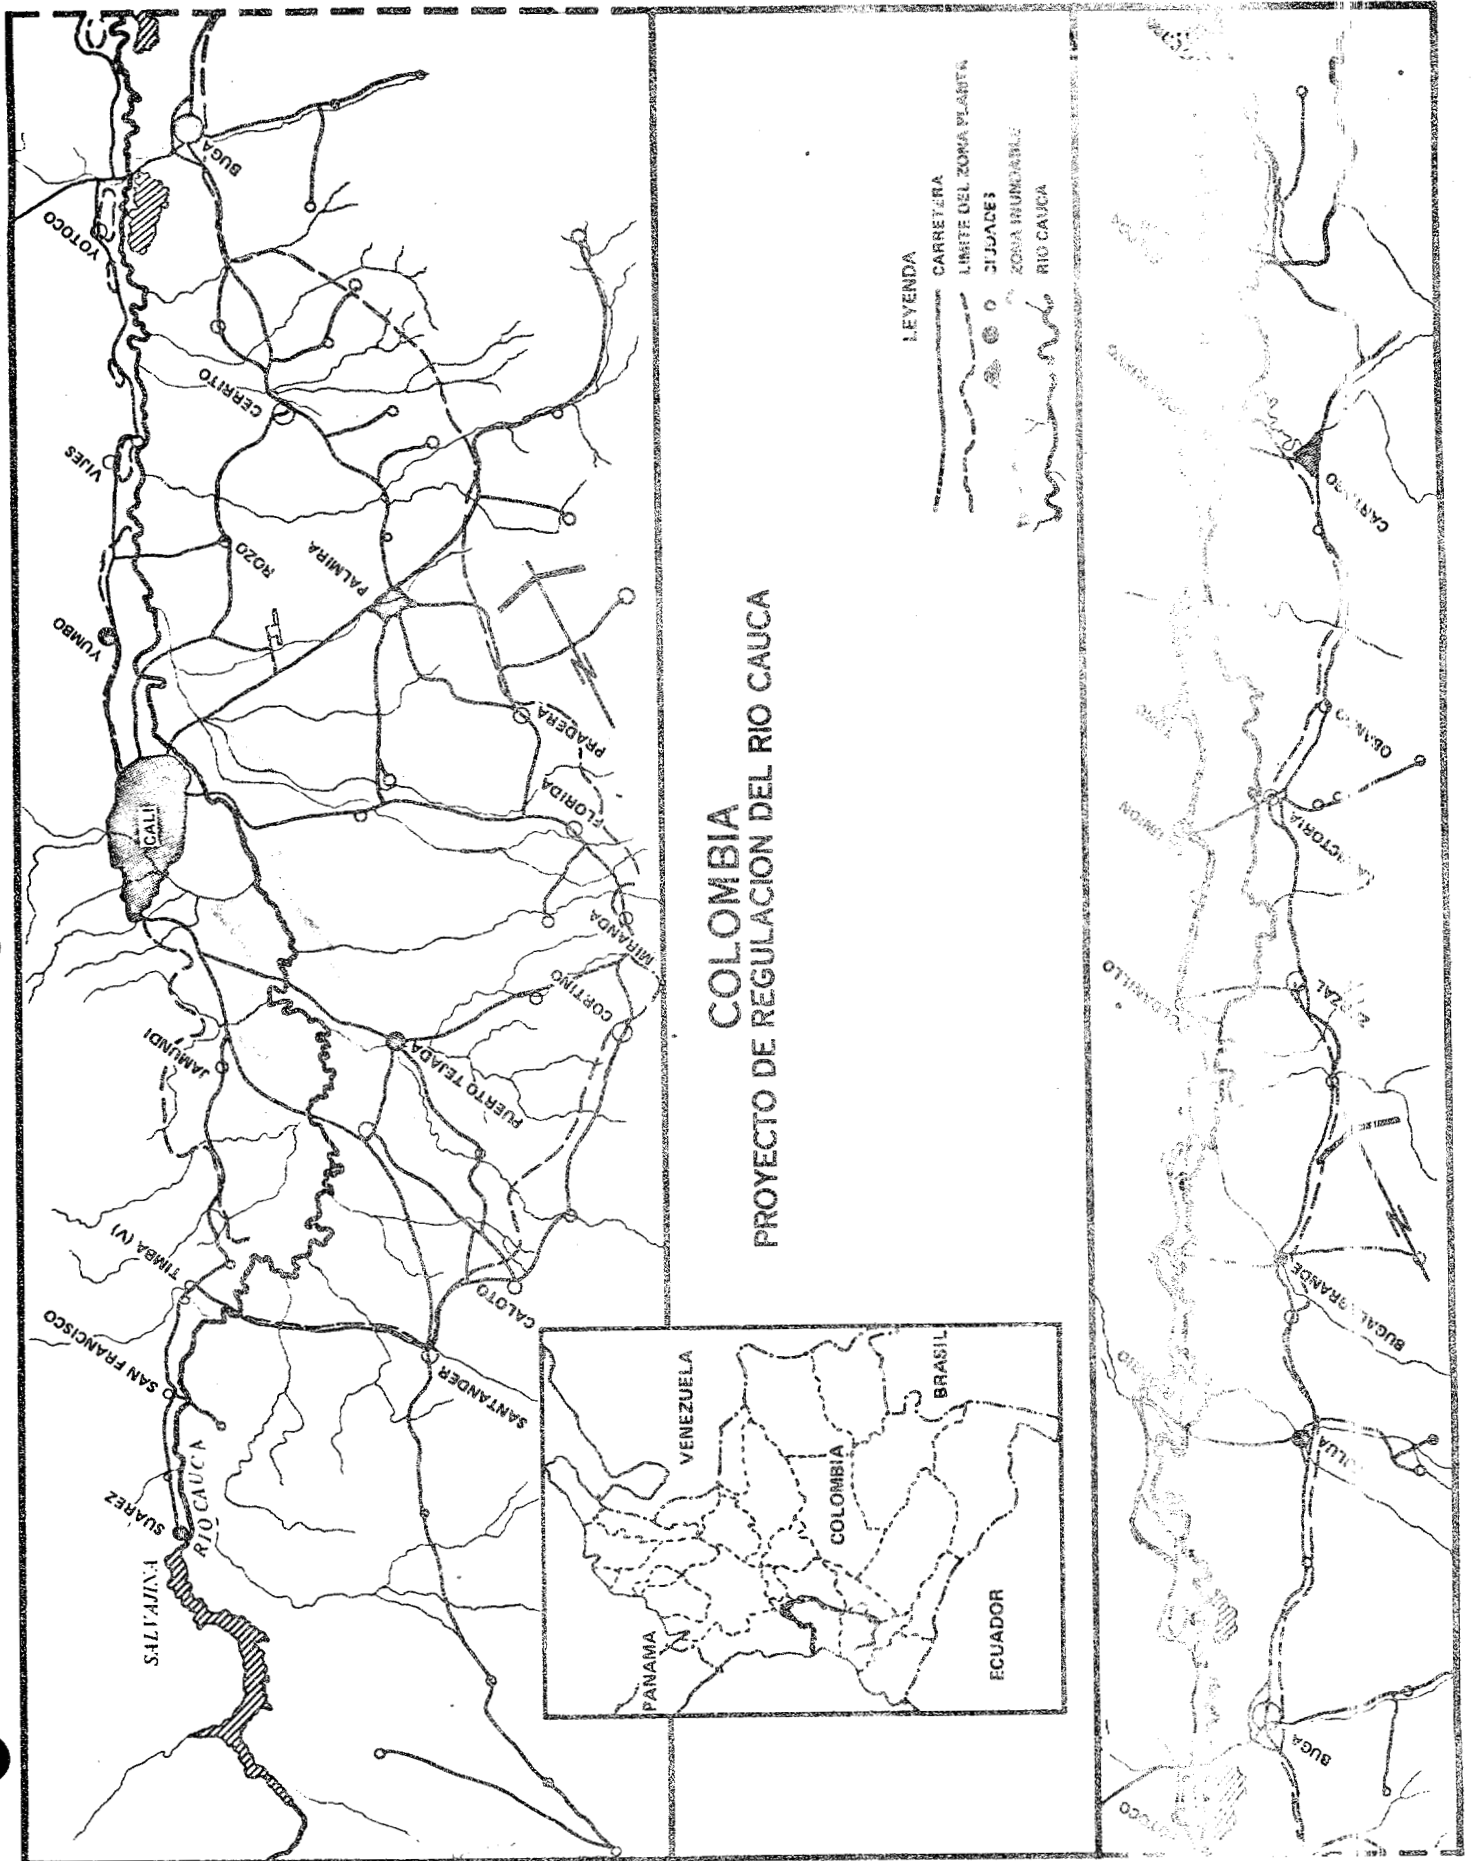 COLOMBIA
PROYECTO DE REGULACION DEL RIO CAUCA
LEYENDA
CARRETERA
LIMITE DEL ZONA PLANTA
CIUDADES
ZONA INUNDABLE
RIO CAUCA
SALVAJINA
RIO CAUCA
SUAREZ
SAN FRANCISCO
TIMBA (V)
SANTANDER
CALOTO
JAMUNDI
PUERTO TEJADA
CORTINO
MIRANDA
FLORIDA
PRADERA
CALI
YUMBO
PALMIRA
ROZO
VIJES
CERRITO
YOTOCO
BUGA
PANAMA
VENEZUELA
COLOMBIA
BRASIL
ECUADOR
BUGA
YOTOCO
BUGALAGRANDE
VICTORIA
UNION
OBANDO
CARTAGO
N
N